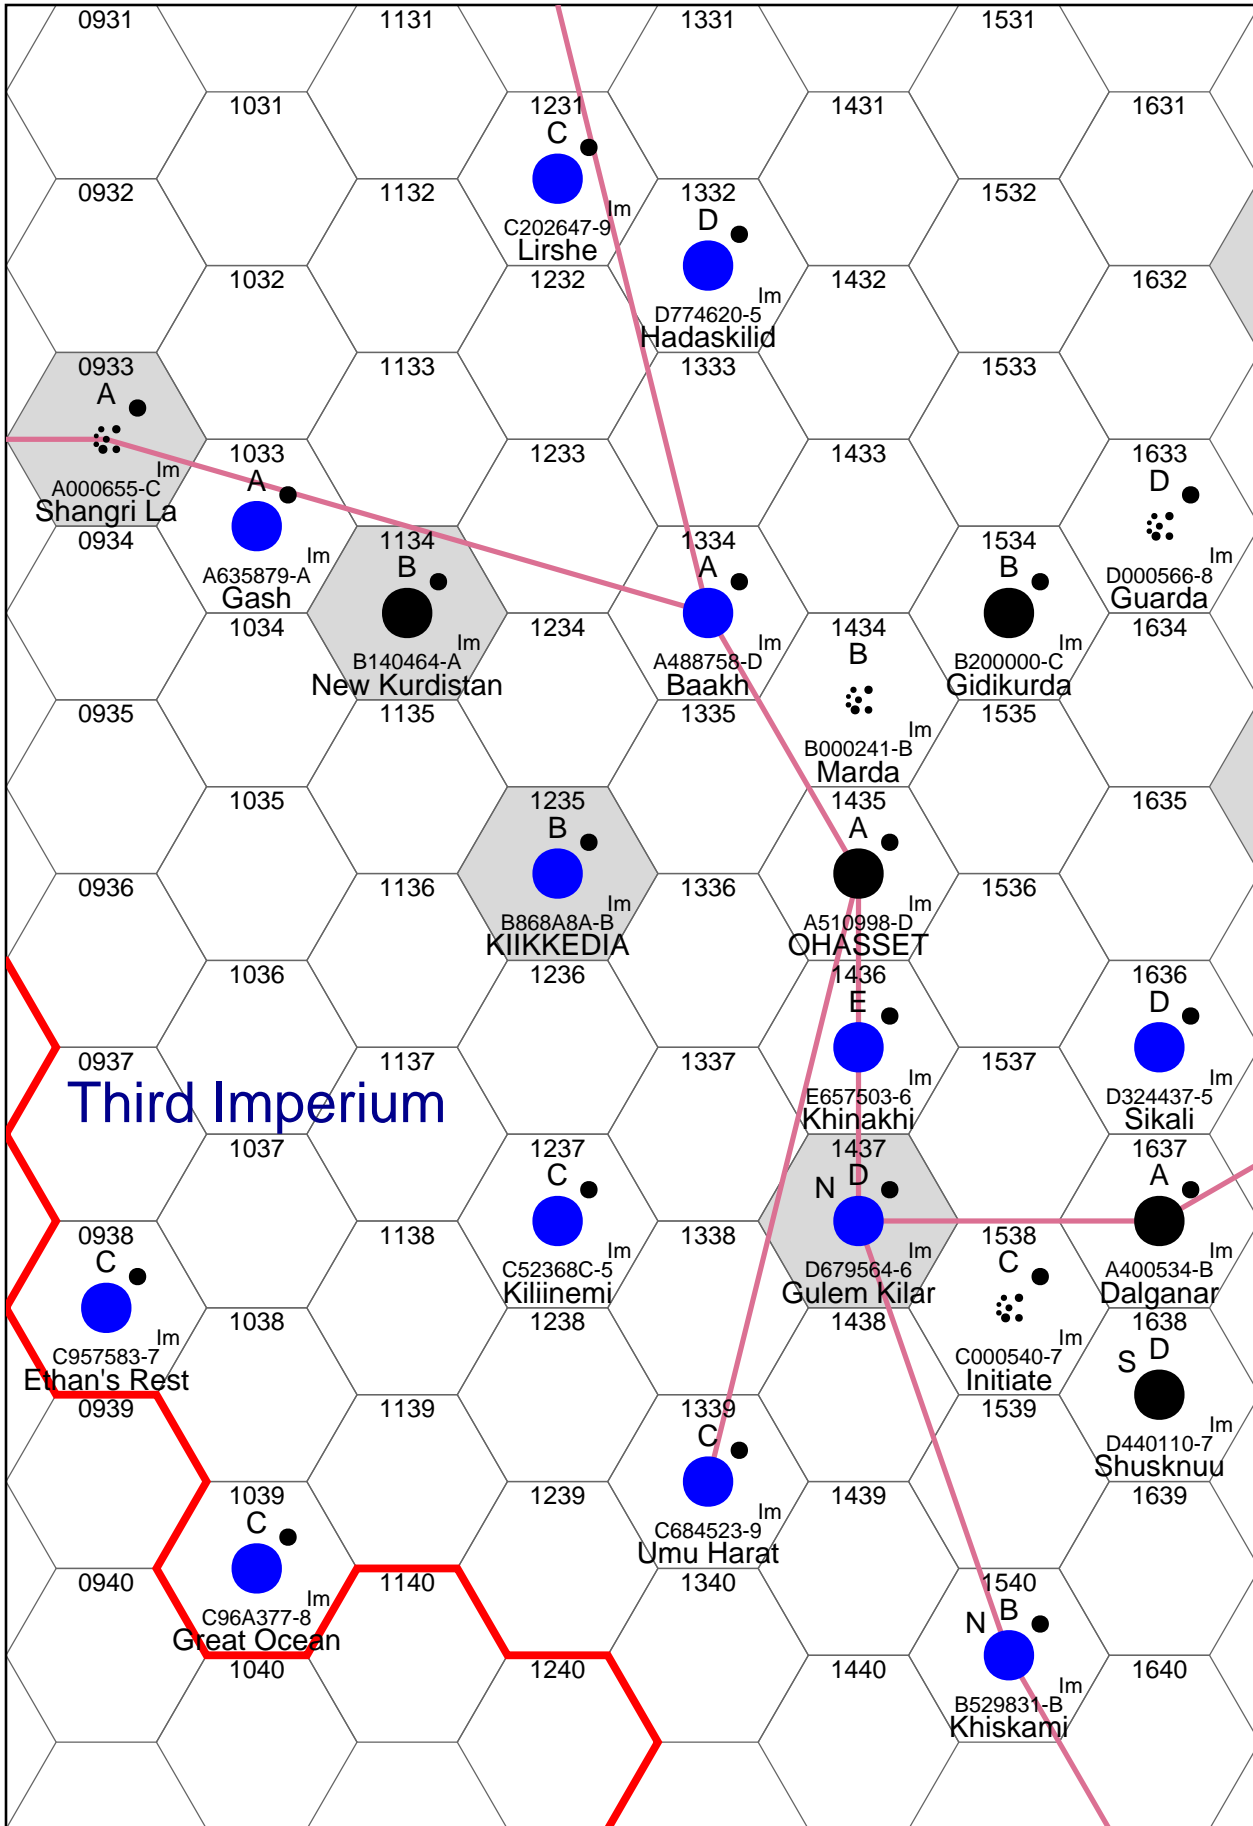 0931
1131
1331
1531
1031
1231
C
1431
1631
0932
1132
C202647-9
Im
Lirshe
1332
D
1532
1032
1232
D774620-5
Im
Hadaskilid
1432
1632
0933
A
1133
1333
1533
A000655-C
Im
Shangri La
1033
A
1233
1433
1633
D
0934
A635879-A
Im
Gash
1134
B
1334
A
1534
B
D000566-8
Im
Guarda
1034
B140464-A
Im
New Kurdistan
1234
A488758-D
Im
Baakh
1434
B
B200000-C
Im
Gidikurda
1634
0935
1135
1335
B000241-B
Im
Marda
1535
1035
1235
B
1435
A
1635
0936
1136
B868A8A-B
Im
KIIKKEDIA
1336
A510998-D
Im
OHASSET
1536
1036
1236
1436
E
1636
D
0937
Third Imperium
1137
1337
E657503-6
Im
Khinakhi
1537
D324437-5
Im
Sikali
1037
1237
C
1437
N D
1637
A
0938
C
1138
C52368C-5
Im
Kiliinemi
1338
D679564-6
Im
Gulem Kilar
1538
C
A400534-B
Im
Dalganar
C957583-7
Im
Ethan's Rest
1038
1238
1438
C000540-7
Im
Initiate
1638
S D
0939
1139
1339
C
1539
D440110-7
Im
Shusknuu
1039
C
1239
C684523-9
Im
Umu Harat
1439
1639
0940
C96A377-8
Im
Great Ocean
1140
1340
1540
N B
1040
1240
1440
B529831-B
Im
Khiskami
1640